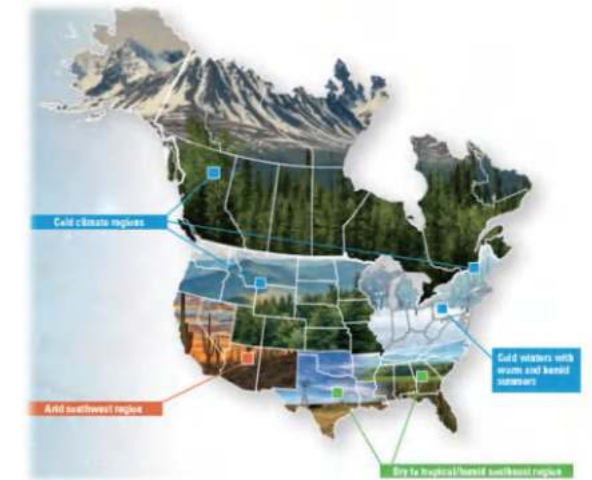 Cold climate regions
Cold winters with
warm and humid
summers
Arid southwest region
Dry to tropical/humid southeast region